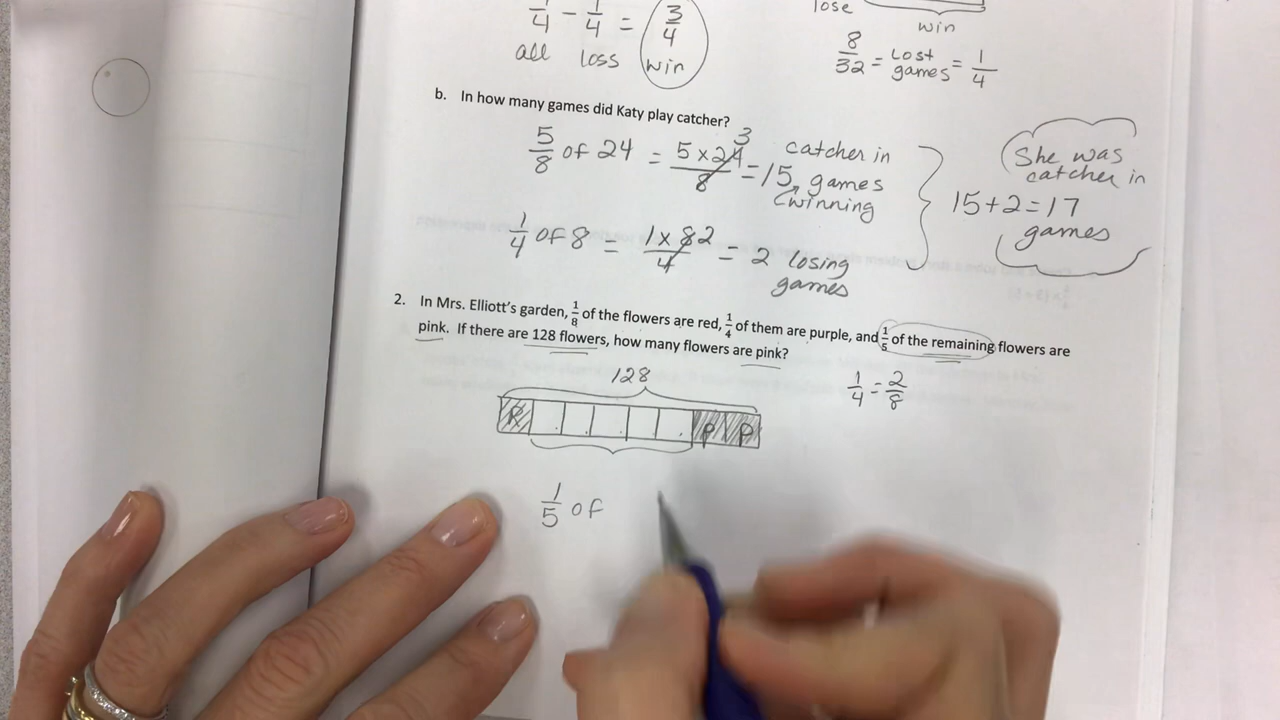 1/4 = 3/4
all loss win
lose
win
8/32 = Lost games = 1/4
b. In how many games did Katy play catcher?
5/8 of 24 = 5 × 24/8 3 = 15 catcher in winning games
1/4 of 8 = 1 × 8/4 2 = 2 losing games
15 + 2 = 17
She was catcher in games
2. In Mrs. Elliott's garden, 1/8 of the flowers are red, 1/4 of them are purple, and 1/5 of the remaining flowers are
pink. If there are 128 flowers, how many flowers are pink?
128
1/4 = 2/8
R P P
1/5 of